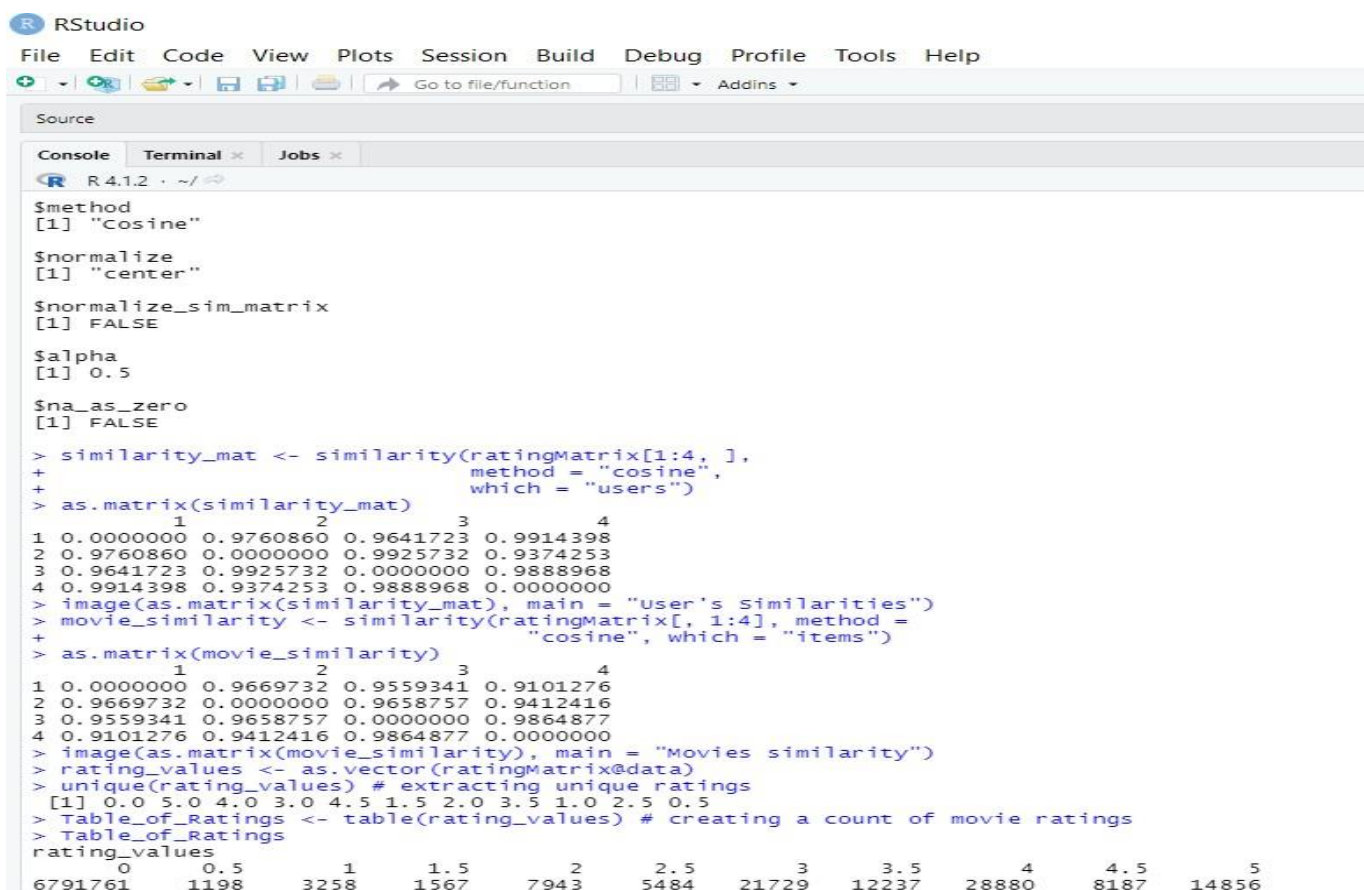 RStudio
File Edit Code View Plots Session Build Debug Profile Tools Help
Go to file/function Addins
Source
Console Terminal Jobs
R 4.1.2 · ~/
$method
[1] "Cosine"
$normalize
[1] "center"
$normalize_sim_matrix
[1] FALSE
$alpha
[1] 0.5
$na_as_zero
[1] FALSE
> similarity_mat <- similarity(ratingMatrix[1:4, ],
+                               method = "cosine",
+                               which = "users")
> as.matrix(similarity_mat)
          1         2         3         4
1 0.0000000 0.9760860 0.9641723 0.9914398
2 0.9760860 0.0000000 0.9925732 0.9374253
3 0.9641723 0.9925732 0.0000000 0.9888968
4 0.9914398 0.9374253 0.9888968 0.0000000
> image(as.matrix(similarity_mat), main = "User's Similarities")
> movie_similarity <- similarity(ratingMatrix[, 1:4], method =
+                                  "cosine", which = "items")
> as.matrix(movie_similarity)
          1         2         3         4
1 0.0000000 0.9669732 0.9559341 0.9101276
2 0.9669732 0.0000000 0.9658757 0.9412416
3 0.9559341 0.9658757 0.0000000 0.9864877
4 0.9101276 0.9412416 0.9864877 0.0000000
> image(as.matrix(movie_similarity), main = "Movies similarity")
> rating_values <- as.vector(ratingMatrix@data)
> unique(rating_values) # extracting unique ratings
 [1] 0.0 5.0 4.0 3.0 4.5 1.5 2.0 3.5 1.0 2.5 0.5
> Table_of_Ratings <- table(rating_values) # creating a count of movie ratings
> Table_of_Ratings
rating_values
      0     0.5       1     1.5       2     2.5       3     3.5       4     4.5       5
6791761    1198    3258    1567    7943    5484   21729   12237   28880    8187   14856